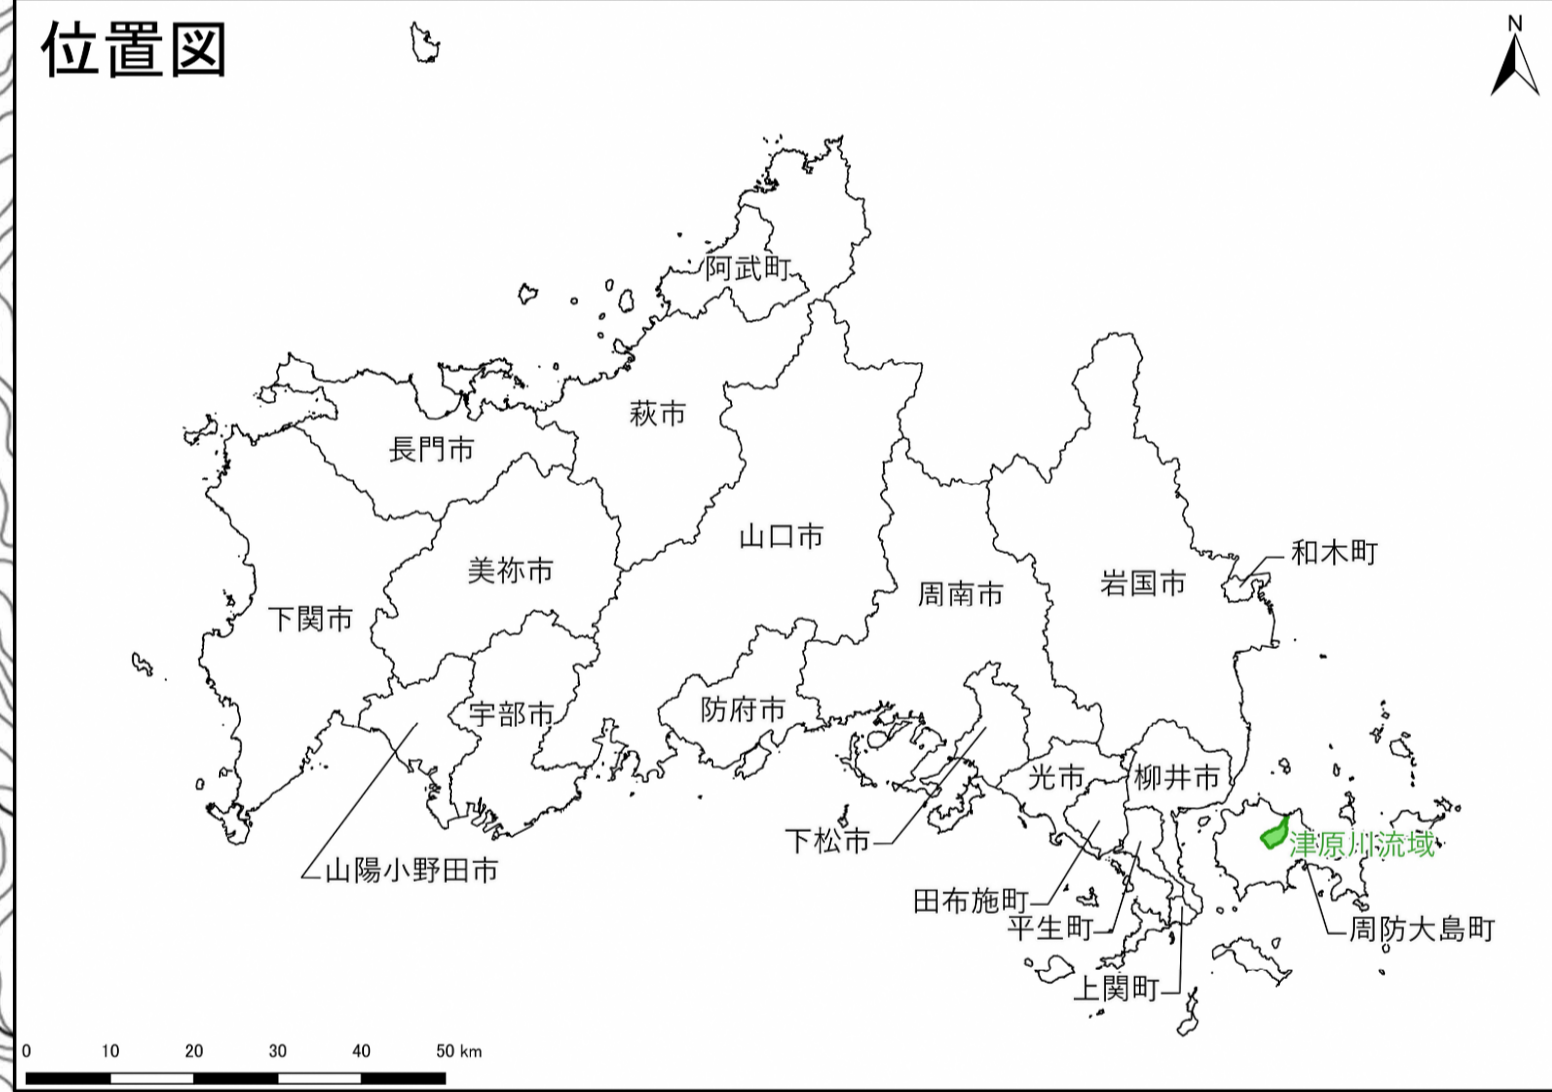 位置図
N
阿武町
萩市
長門市
山口市
和木町
美祢市
岩国市
周南市
下関市
防府市
宇部市
光市
柳井市
下松市
津原川流域
山陽小野田市
田布施町
平生町
周防大島町
上関町
0 10 20 30 40 50 km